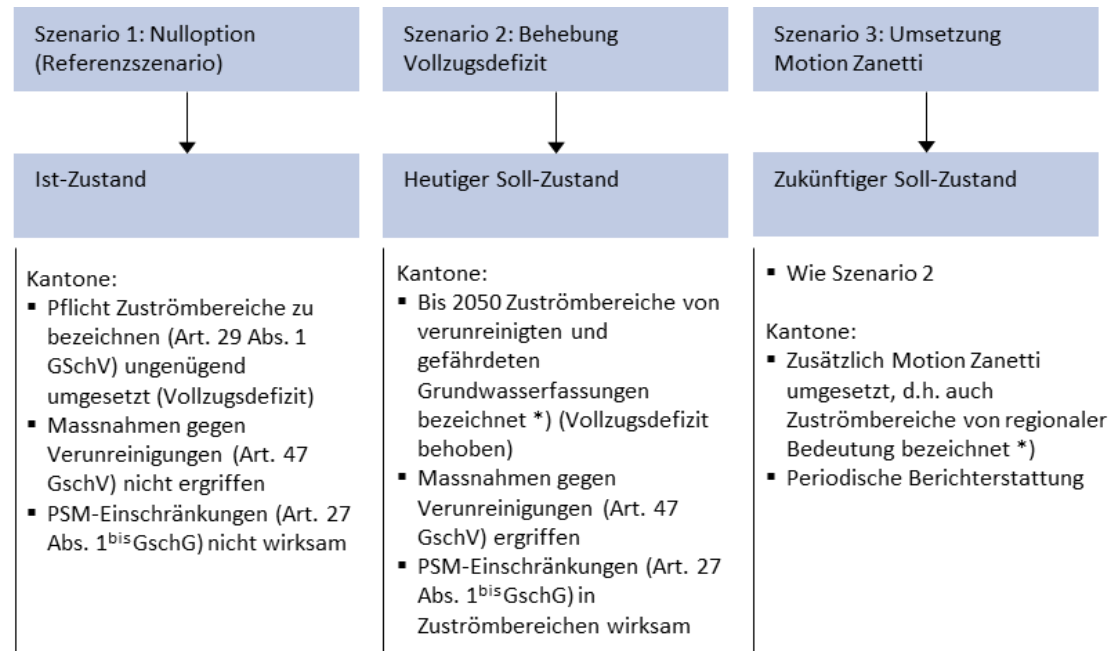 Szenario 1: Nulloption
(Referenzszenario)
Ist-Zustand
Kantone:
▪ Pflicht Zuströmbereiche zu
bezeichnen (Art. 29 Abs. 1
GSchV) ungenügend
umgesetzt (Vollzugsdefizit)
▪ Massnahmen gegen
Verunreinigungen (Art. 47
GschV) nicht ergriffen
▪ PSM-Einschränkungen (Art. 27
Abs. 1bis GschG) nicht wirksam
Szenario 2: Behebung
Vollzugsdefizit
Heutiger Soll-Zustand
Kantone:
▪ Bis 2050 Zuströmbereiche von
verunreinigten und
gefährdeten
Grundwasserfassungen
bezeichnet *) (Vollzugsdefizit
behoben)
▪ Massnahmen gegen
Verunreinigungen (Art. 47
GschV) ergriffen
▪ PSM-Einschränkungen (Art. 27
Abs. 1bis GschG) in
Zuströmbereichen wirksam
Szenario 3: Umsetzung
Motion Zanetti
Zukünftiger Soll-Zustand
▪ Wie Szenario 2
Kantone:
▪ Zusätzlich Motion Zanetti
umgesetzt, d.h. auch
Zuströmbereiche von regionaler
Bedeutung bezeichnet *)
▪ Periodische Berichterstattung